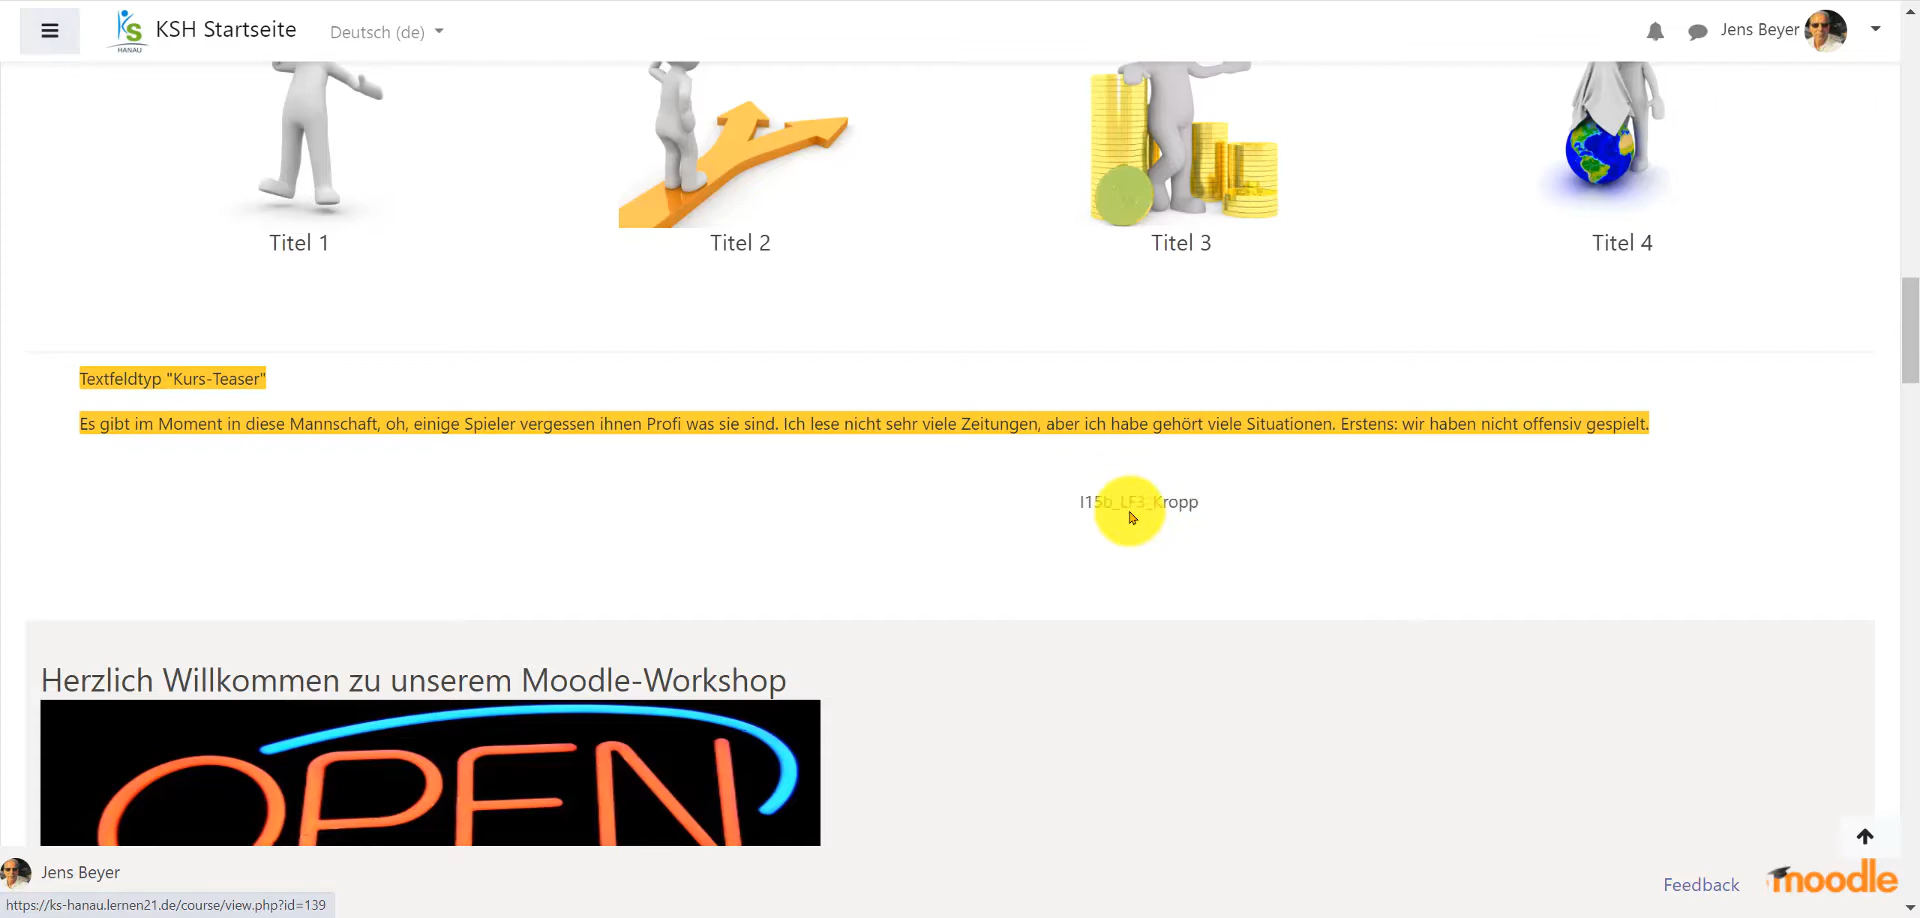 KS
HANAU
KSH Startseite
Deutsch (de)
Jens Beyer
Titel 1
Titel 2
Titel 3
Titel 4
Textfeldtyp "Kurs-Teaser"
Es gibt im Moment in diese Mannschaft, oh, einige Spieler vergessen ihnen Profi was sie sind. Ich lese nicht sehr viele Zeitungen, aber ich habe gehört viele Situationen. Erstens: wir haben nicht offensiv gespielt.
I15b_LF3_Kropp
Herzlich Willkommen zu unserem Moodle-Workshop
OPEN
Jens Beyer
Feedback
moodle
https://ks-hanau.lernen21.de/course/view.php?id=139